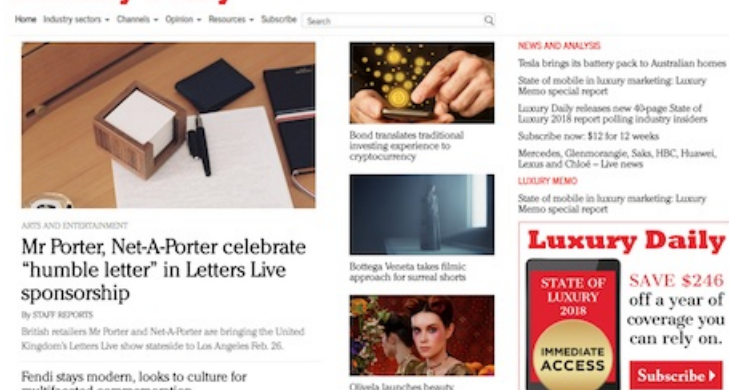 Home Industry sectors Channels Opinion Resources Subscribe Search
ARTS AND ENTERTAINMENT
Mr Porter, Net-A-Porter celebrate
“humble letter” in Letters Live
sponsorship
By STAFF REPORTS
British retailers Mr Porter and Net-A-Porter are bringing the United
Kingdom's Letters Live show stateside to Los Angeles Feb. 26.
Fendi stays modern, looks to culture for
Bond translates traditional
investing experience to
cryptocurrency
Bottega Veneta takes filmic
approach for surreal shorts
Olivela launches beauty
NEWS AND ANALYSIS
Tesla brings its battery pack to Australian homes
State of mobile in luxury marketing: Luxury
Memo special report
Luxury Daily releases new 40-page State of
Luxury 2018 report polling industry insiders
Subscribe now: $12 for 12 weeks
Mercedes, Glenmorangie, Saks, HBC, Huawei,
Lexus and Chloé – Live news
LUXURY MEMO
State of mobile in luxury marketing: Luxury
Memo special report
Luxury Daily
STATE OF
LUXURY
2018
IMMEDIATE
ACCESS
SAVE $246
off a year of
coverage you
can rely on.
Subscribe